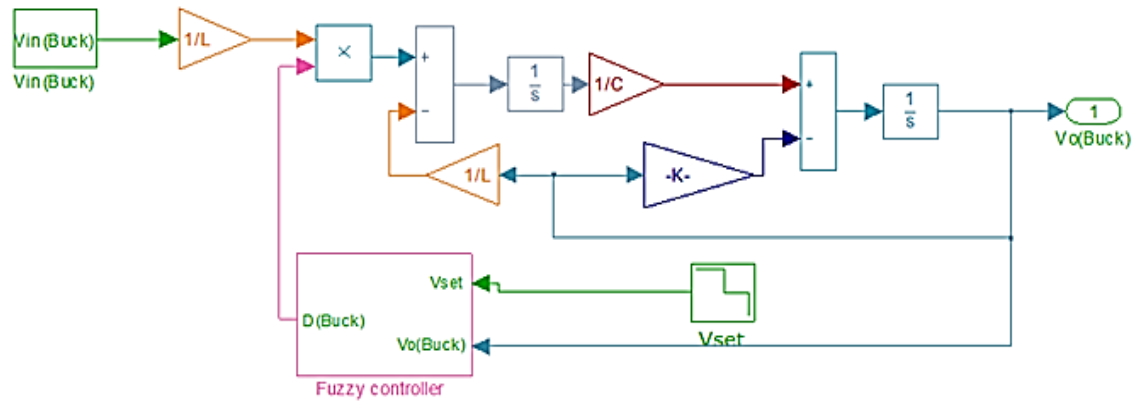 Vin(Buck)
Vin(Buck)
1/L
×
+
−
1
s
1/C
+
−
1
s
1
Vo(Buck)
1/L
-K-
Vset
D(Buck)
Vo(Buck)
Fuzzy controller
Vset